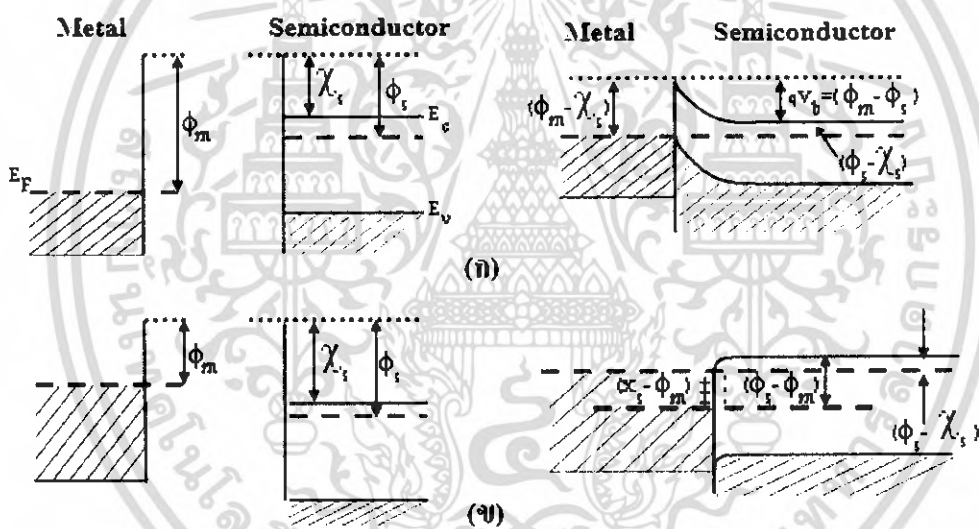 Metal Semiconductor Metal Semiconductor
ϕm χs ϕs Ec (ϕm-χs) qVb=(ϕm-ϕs)
EF (ϕs-χs)
Ev
(ก)
ϕm χs ϕs (χs-ϕm) (ϕs-ϕm)
(ϕs-χs)
(ข)